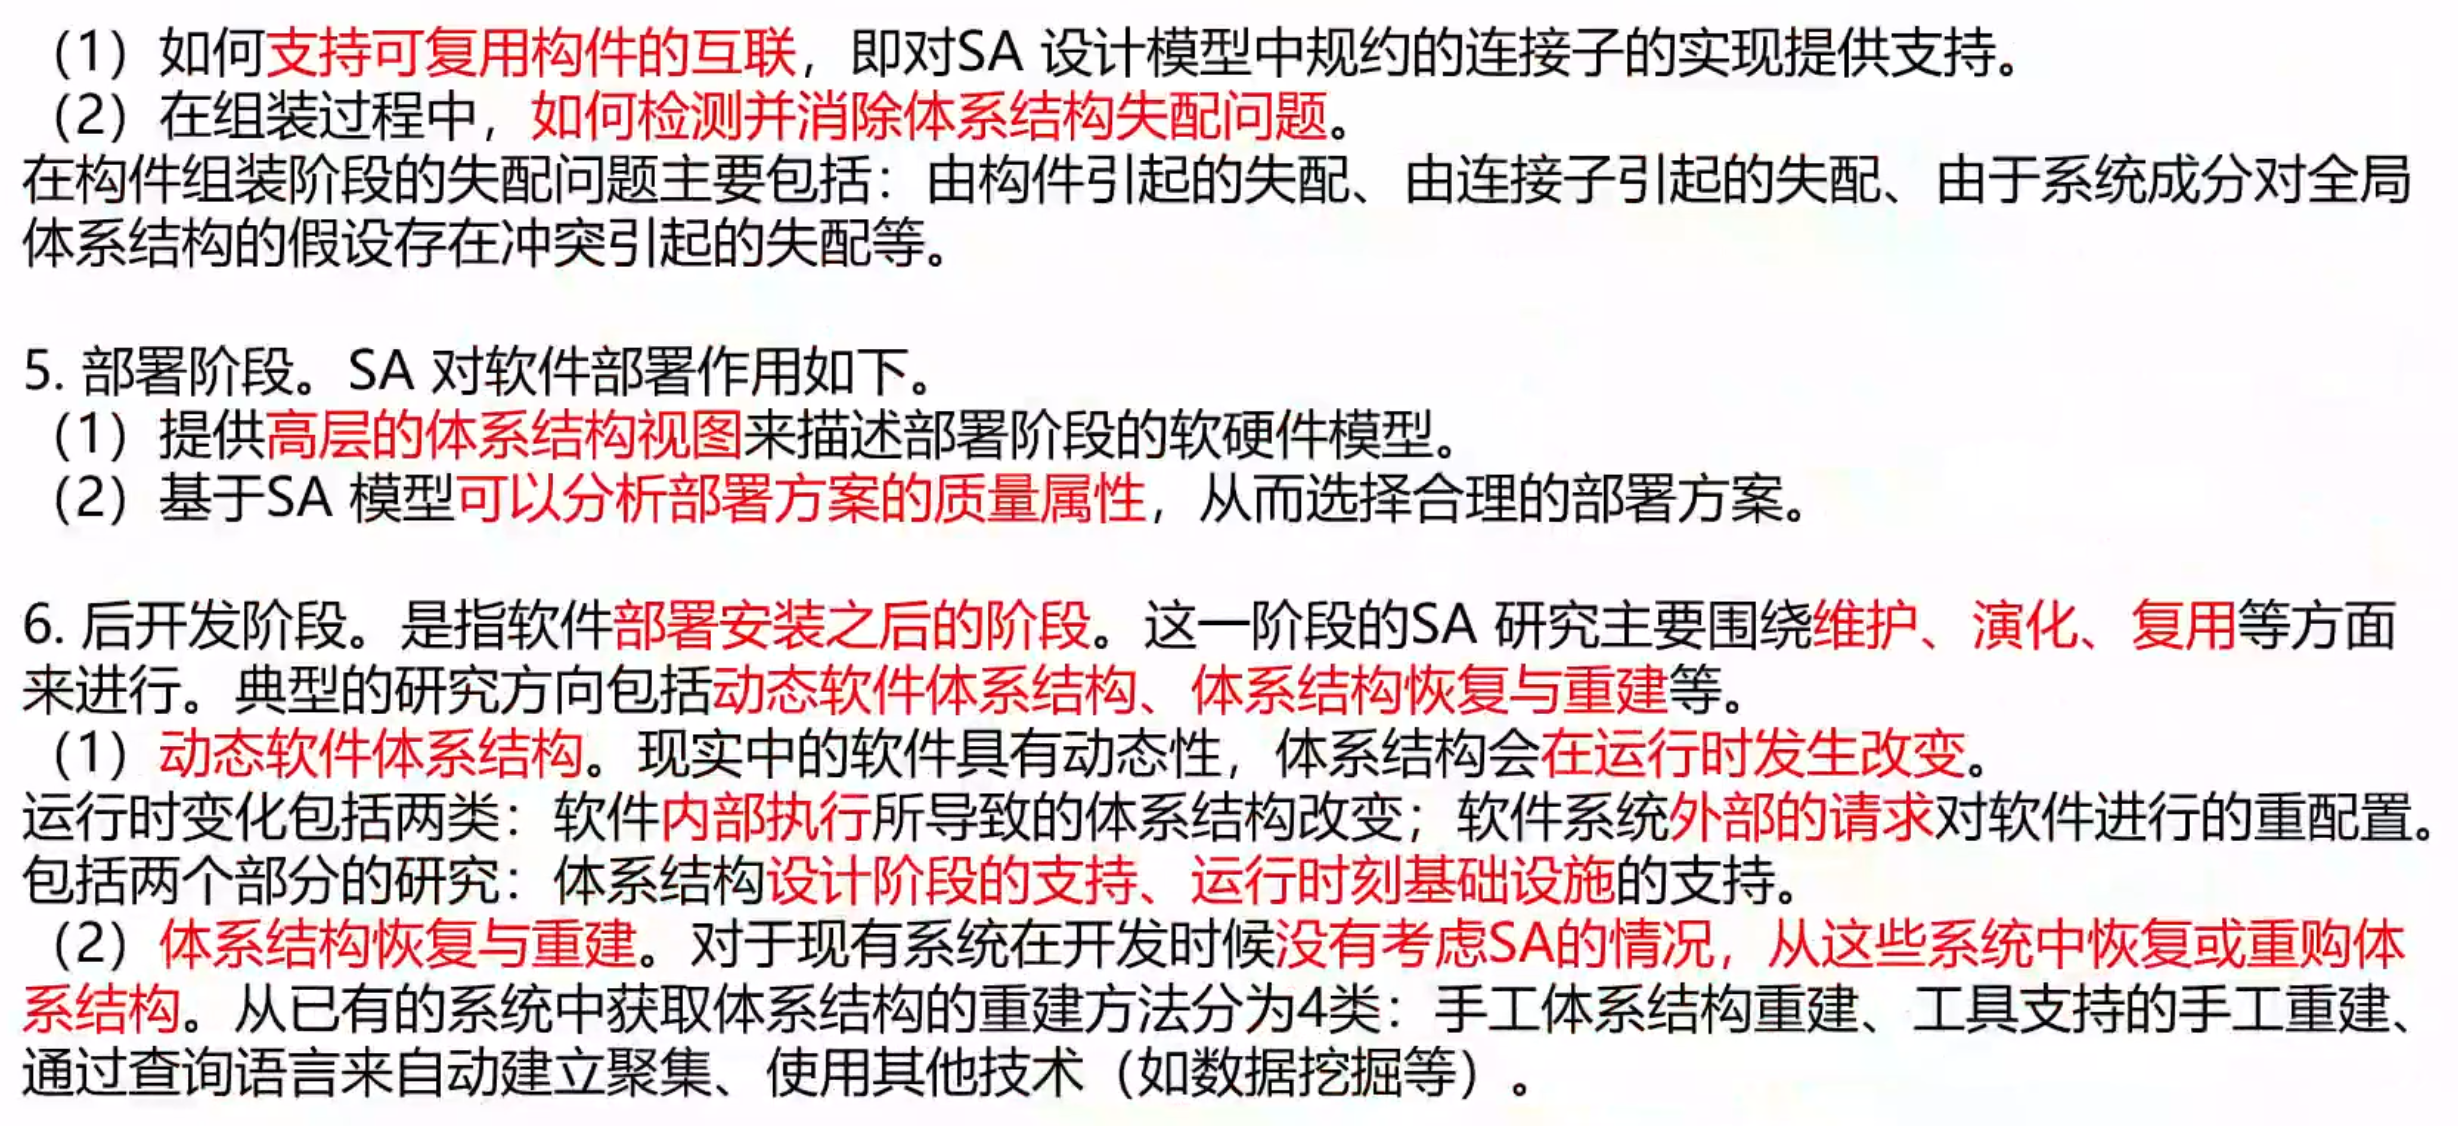 （1）如何支持可复用构件的互联，即对SA 设计模型中规约的连接子的实现提供支持。
（2）在组装过程中，如何检测并消除体系结构失配问题。
在构件组装阶段的失配问题主要包括：由构件引起的失配、由连接子引起的失配、由于系统成分对全局
体系结构的假设存在冲突引起的失配等。
5. 部署阶段。SA 对软件部署作用如下。
（1）提供高层的体系结构视图来描述部署阶段的软硬件模型。
（2）基于SA 模型可以分析部署方案的质量属性，从而选择合理的部署方案。
6. 后开发阶段。是指软件部署安装之后的阶段。这一阶段的SA 研究主要围绕维护、演化、复用等方面
来进行。典型的研究方向包括动态软件体系结构、体系结构恢复与重建等。
（1）动态软件体系结构。现实中的软件具有动态性，体系结构会在运行时发生改变。
运行时变化包括两类：软件内部执行所导致的体系结构改变；软件系统外部的请求对软件进行的重配置。
包括两个部分的研究：体系结构设计阶段的支持、运行时刻基础设施的支持。
（2）体系结构恢复与重建。对于现有系统在开发时候没有考虑SA的情况，从这些系统中恢复或重购体
系结构。从已有的系统中获取体系结构的重建方法分为4类：手工体系结构重建、工具支持的手工重建、
通过查询语言来自动建立聚集、使用其他技术（如数据挖掘等）。